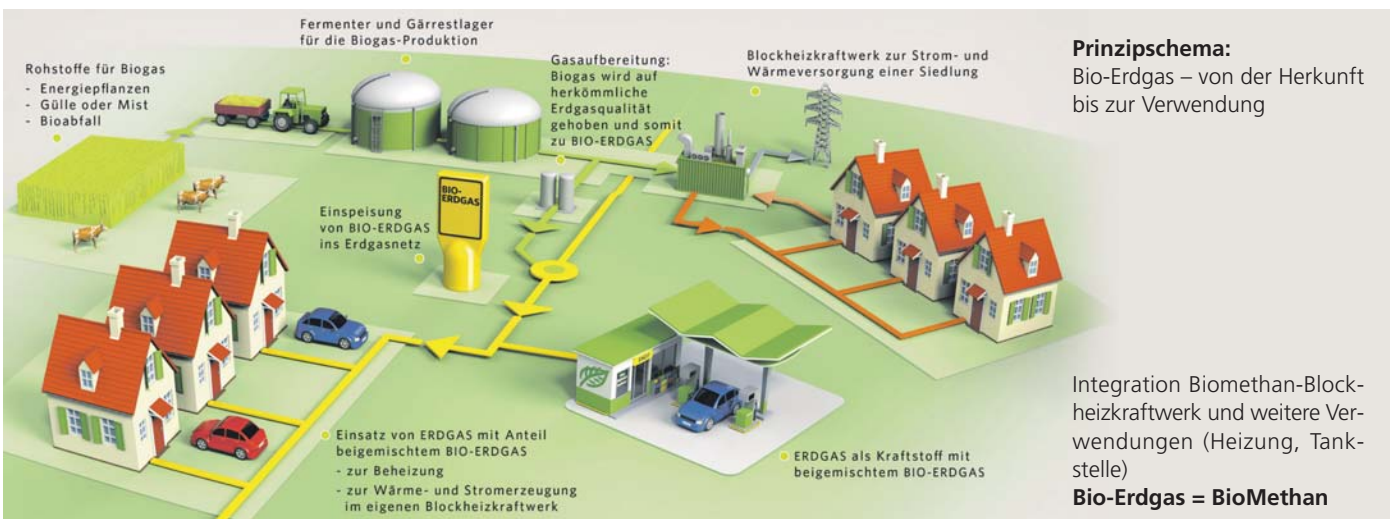 Fermenter und Gärrestlager
für die Biogas-Produktion
Rohstoffe für Biogas
- Energiepflanzen
- Gülle oder Mist
- Bioabfall
Gasaufbereitung:
Biogas wird auf
herkömmliche
Erdgasqualität
gehoben und somit
zu BIO-ERDGAS
Blockheizkraftwerk zur Strom- und
Wärmeversorgung einer Siedlung
BIO-
ERDGAS
Einspeisung
von BIO-ERDGAS
ins Erdgasnetz
Einsatz von ERDGAS mit Anteil
beigemischtem BIO-ERDGAS
- zur Beheizung
- zur Wärme- und Stromerzeugung
im eigenen Blockheizkraftwerk
ERDGAS als Kraftstoff mit
beigemischtem BIO-ERDGAS
Prinzipschema:
Bio-Erdgas – von der Herkunft
bis zur Verwendung
Integration Biomethan-Block-
heizkraftwerk und weitere Ver-
wendungen (Heizung, Tank-
stelle)
Bio-Erdgas = BioMethan